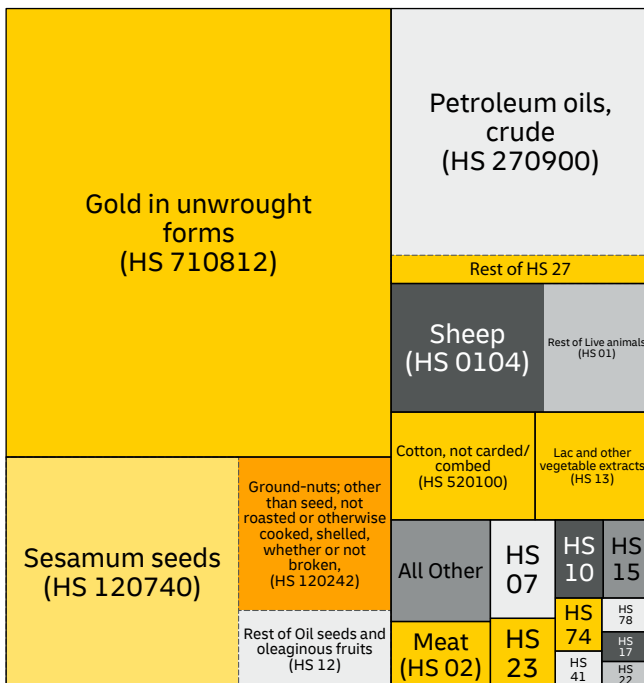 Gold in unwrought
forms
(HS 710812)
Petroleum oils,
crude
(HS 270900)
Rest of HS 27
Sheep
(HS 0104)
Rest of Live animals
(HS 01)
Cotton, not carded/
combed
(HS 520100)
Lac and other
vegetable extracts
(HS 13)
Sesamum seeds
(HS 120740)
Ground-nuts; other
than seed, not
roasted or otherwise
cooked, shelled,
whether or not
broken,
(HS 120242)
Rest of Oil seeds and
oleaginous fruits
(HS 12)
All Other
Meat
(HS 02)
HS
07
HS
23
HS
10
HS
15
HS
74
HS
41
HS
78
HS
17
HS
22